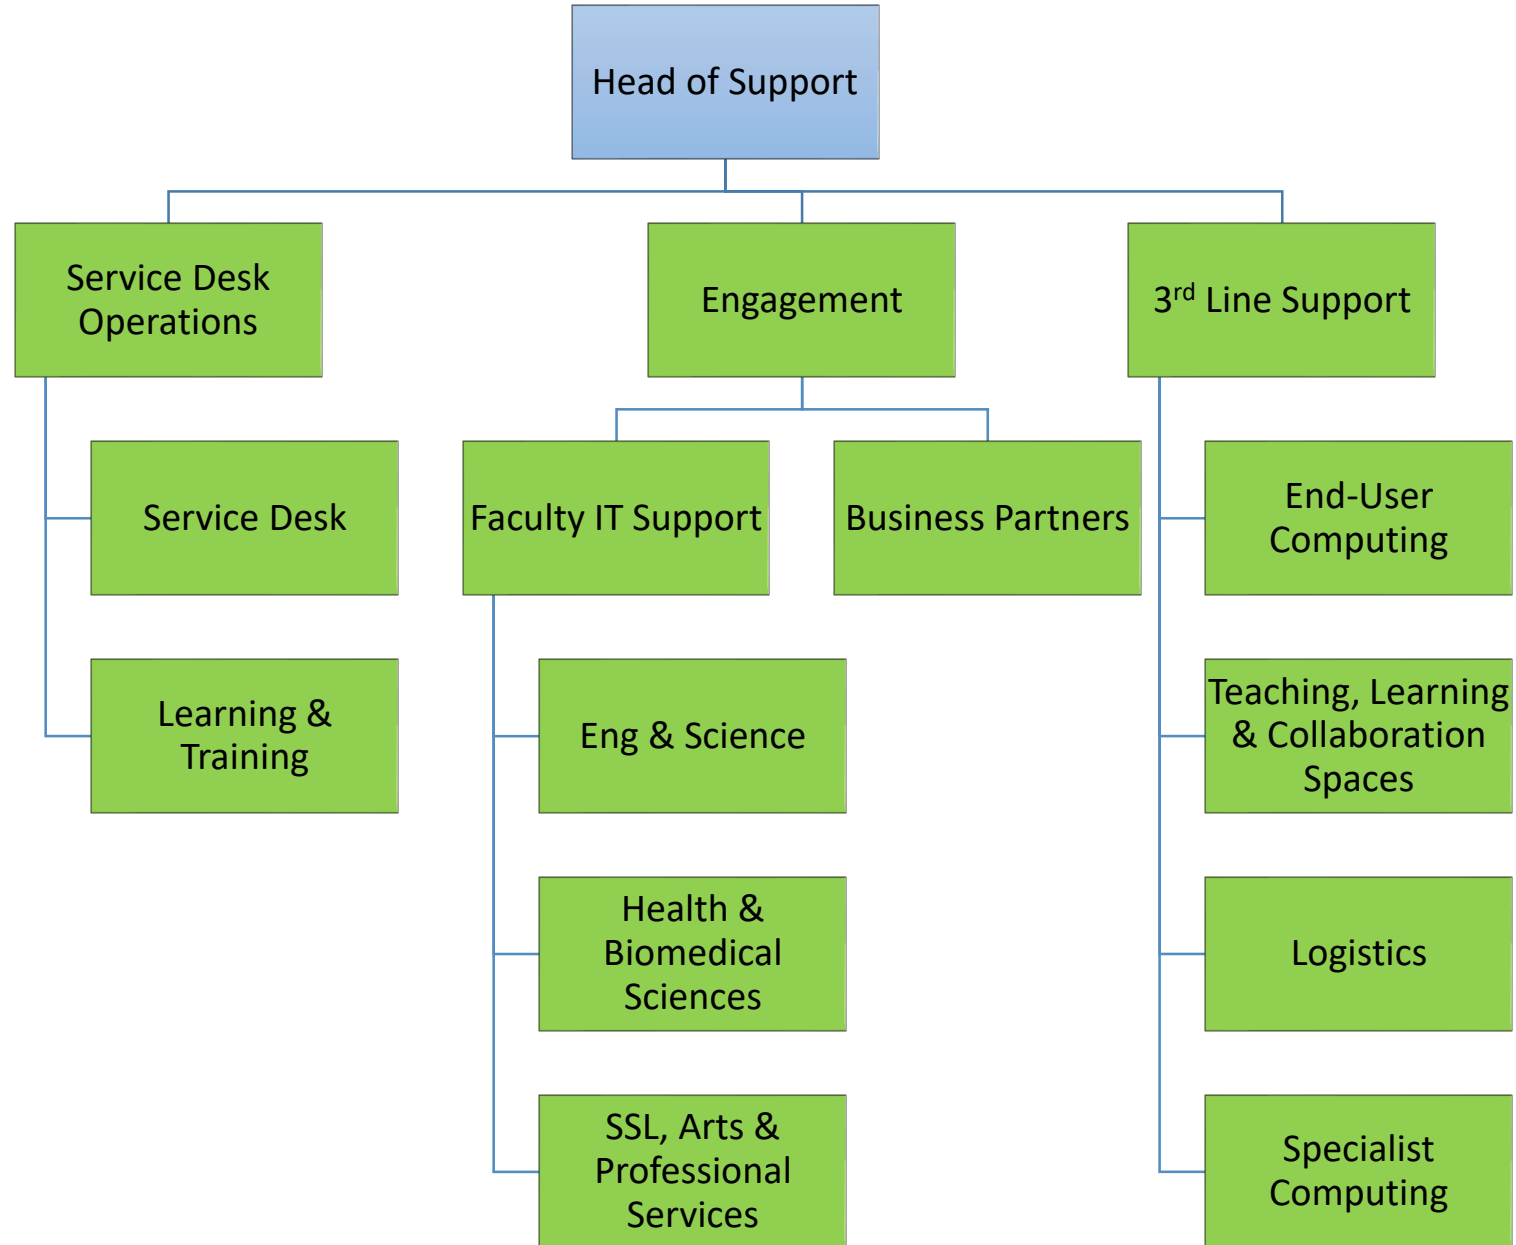 Head of Support
Service Desk
Operations
Engagement
3rd Line Support
Service Desk
Faculty IT Support
Business Partners
End-User
Computing
Learning &
Training
Eng & Science
Teaching, Learning
& Collaboration
Spaces
Health &
Biomedical
Sciences
Logistics
SSL, Arts &
Professional
Services
Specialist
Computing